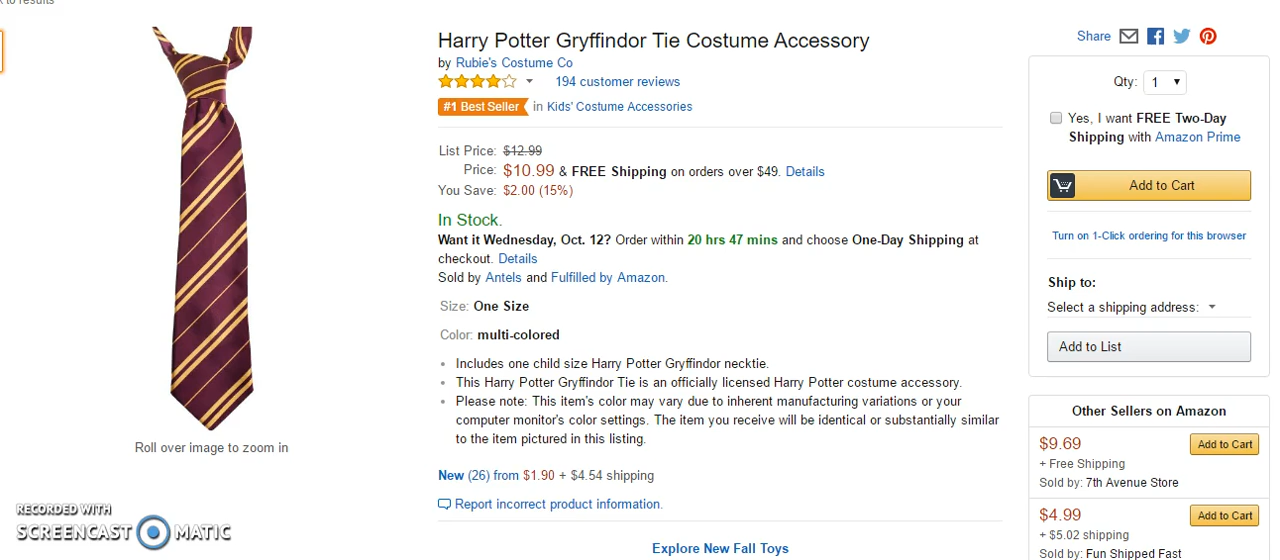 to results
Harry Potter Gryffindor Tie Costume Accessory
by Rubie's Costume Co
194 customer reviews
#1 Best Seller in Kids' Costume Accessories
List Price: $12.99
Price: $10.99 & FREE Shipping on orders over $49. Details
You Save: $2.00 (15%)
In Stock.
Want it Wednesday, Oct. 12? Order within 20 hrs 47 mins and choose One-Day Shipping at
checkout. Details
Sold by Antels and Fulfilled by Amazon.
Size: One Size
Color: multi-colored
Includes one child size Harry Potter Gryffindor necktie.
This Harry Potter Gryffindor Tie is an officially licensed Harry Potter costume accessory.
Please note: This item's color may vary due to inherent manufacturing variations or your
computer monitor's color settings. The item you receive will be identical or substantially similar
to the item pictured in this listing.
New (26) from $1.90 + $4.54 shipping
Report incorrect product information.
Explore New Fall Toys
Roll over image to zoom in
RECORDED WITH
SCREENCAST MATIC
Share
Qty: 1
Yes, I want FREE Two-Day
Shipping with Amazon Prime
Add to Cart
Turn on 1-Click ordering for this browser
Ship to:
Select a shipping address:
Add to List
Other Sellers on Amazon
$9.69 Add to Cart
+ Free Shipping
Sold by: 7th Avenue Store
$4.99 Add to Cart
+ $5.02 shipping
Sold by: Fun Shipped Fast